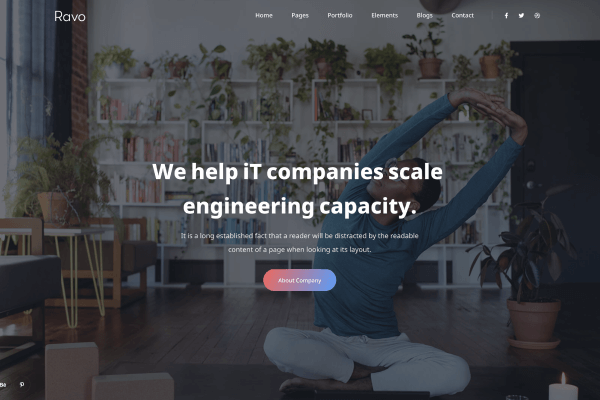 Ravo
Home Pages Portfolio Elements Blogs Contact
We help iT companies scale
engineering capacity.
It is a long established fact that a reader will be distracted by the readable
content of a page when looking at its layout.
About Company